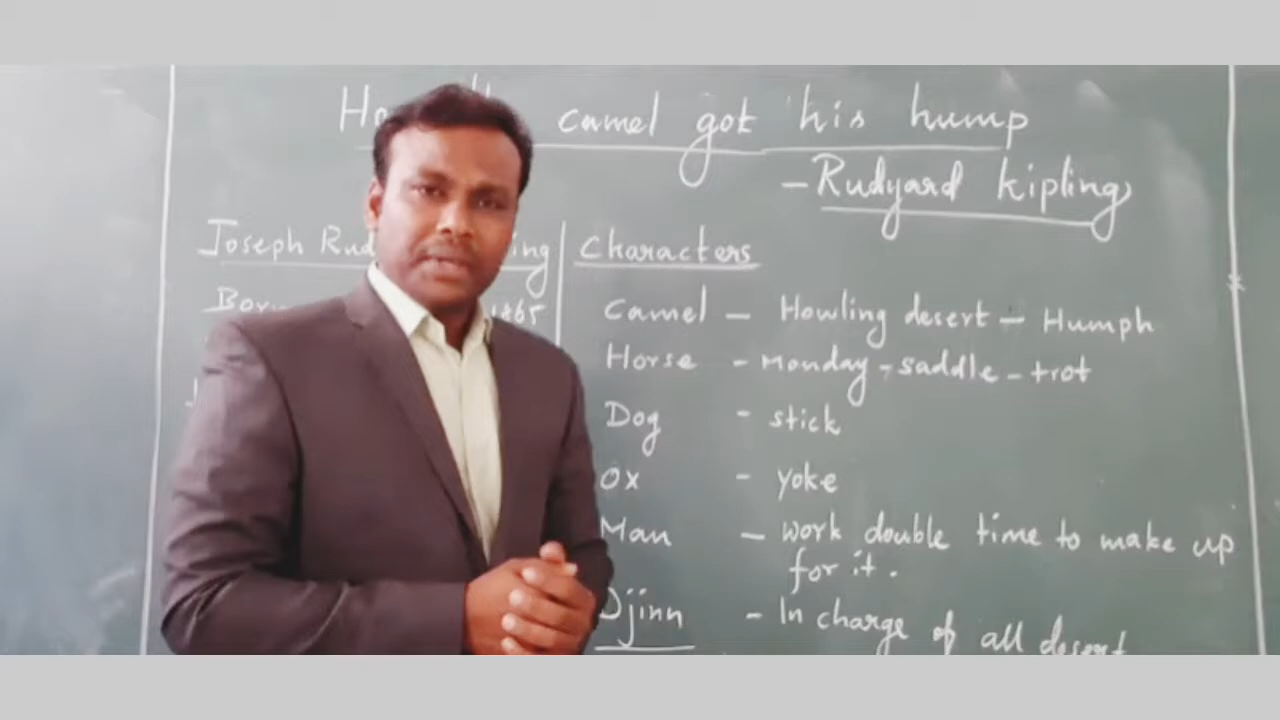 camel got his hump
- Rudyard Kipling
Joseph
Characters
Camel - Howling desert - Humph
Horse - Monday - saddle - trot
Dog - stick
Ox - yoke
Man - work double time to make up
for it.
Djinn - In charge of all desert